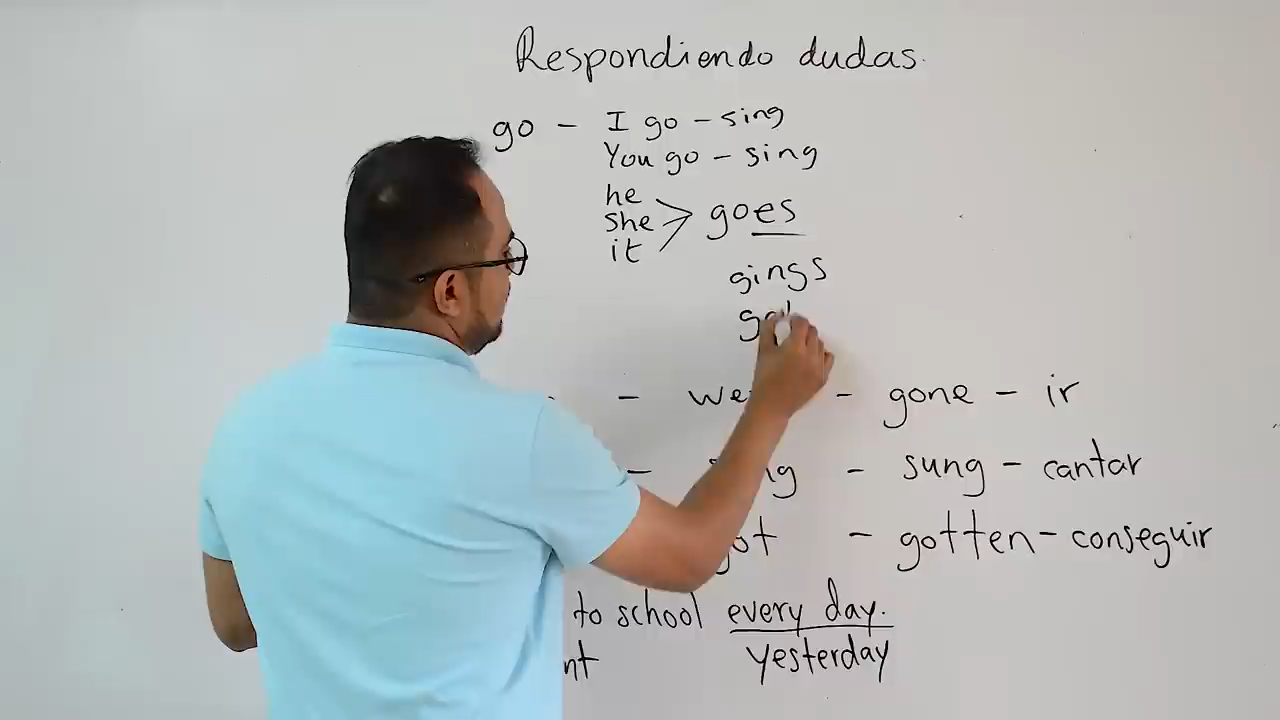 Respondiendo dudas.
go - I go - sing
You go - sing
he
she > goes
it
gings
- - gone - ir
- - sung - cantar
got - gotten - conseguir
to school every day.
yesterday